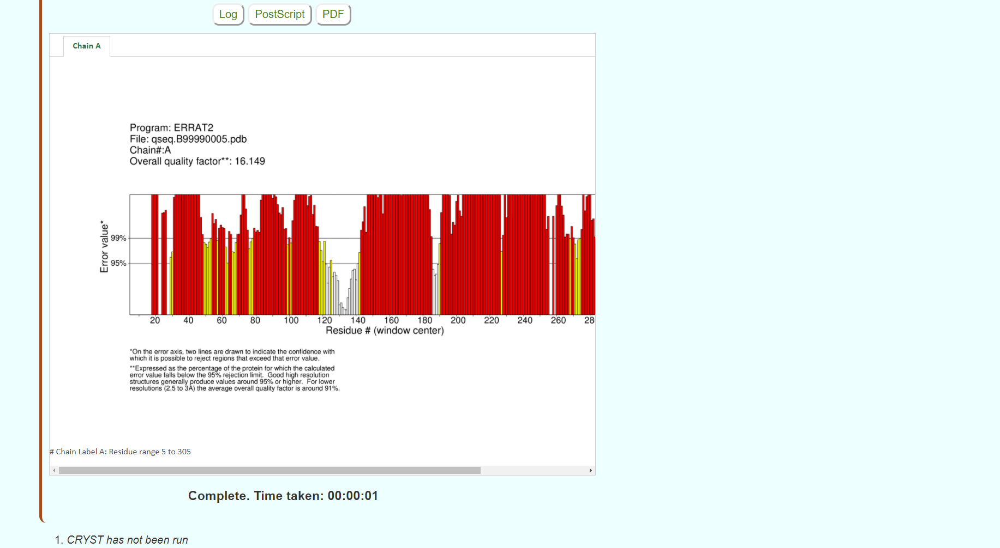 Log PostScript PDF
Chain A
Program: ERRAT2
File: qseq.B99990005.pdb
Chain#:A
Overall quality factor**: 16.149
Error value*
99%
95%
20 40 60 80 100 120 140 160 180 200 220 240 260 28
Residue # (window center)
*On the error axis, two lines are drawn to indicate the confidence with
which it is possible to reject regions that exceed that error value.
**Expressed as the percentage of the protein for which the calculated
error value falls below the 95% rejection limit. Good high resolution
structures generally produce values around 95% or higher. For lower
resolutions (2.5 to 3A) the average overall quality factor is around 91%.
# Chain Label A: Residue range 5 to 305
Complete. Time taken: 00:00:01
1. CRYST has not been run